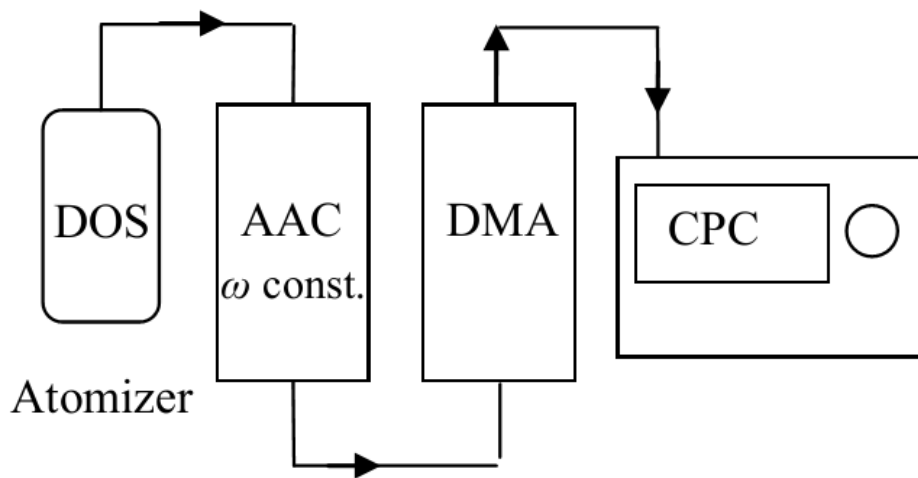 DOS
Atomizer
AAC
ω const.
DMA
CPC